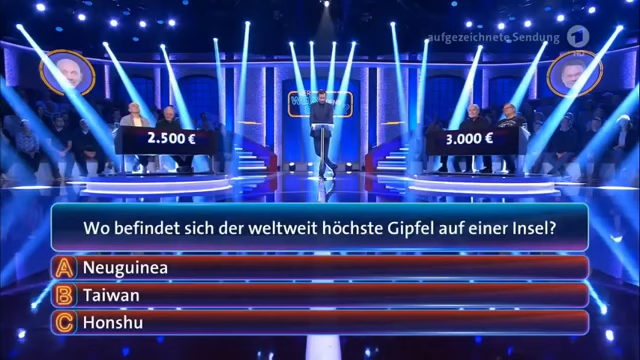 aufgezeichnete Sendung 1
2.500 €
3.000 €
Wo befindet sich der weltweit höchste Gipfel auf einer Insel?
A Neuguinea
B Taiwan
C Honshu